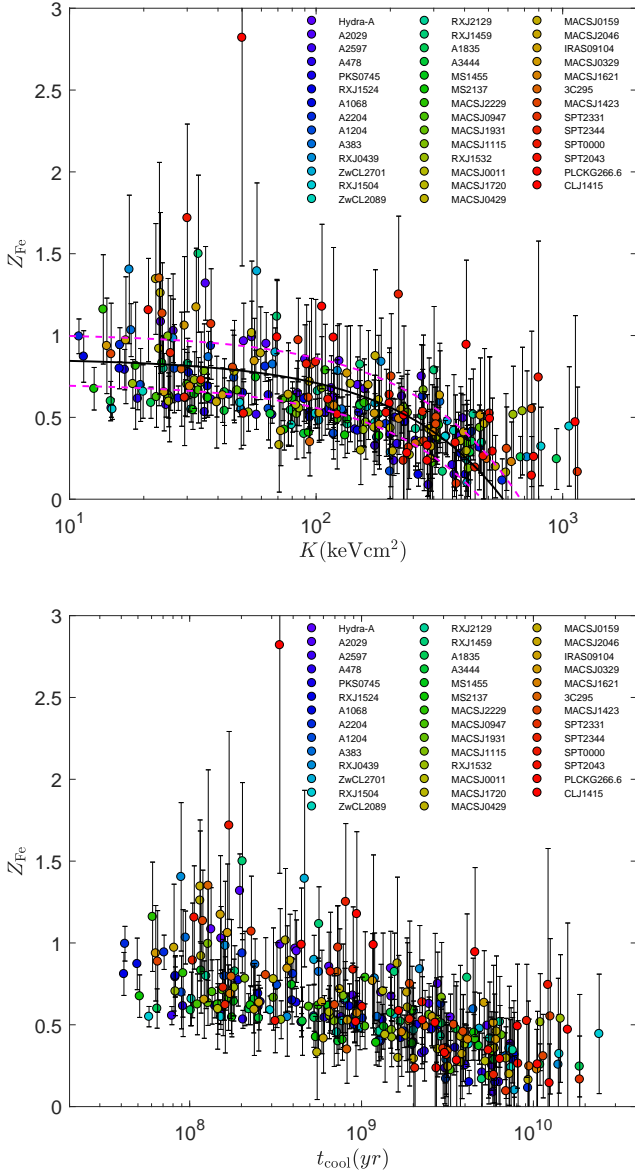 3
2.5
2
1.5
1
0.5
0
Z_Fe
10^1 10^2 10^3
K(keVcm^2)
Hydra-A RXJ2129 MACSJ0159
A2029 RXJ1459 MACSJ2046
A2597 A1835 IRAS09104
A478 A3444 MACSJ0329
PKS0745 MS1455 MACSJ1621
RXJ1524 MS2137 3C295
A1068 MACSJ2229 MACSJ1423
A2204 MACSJ0947 SPT2331
A1204 MACSJ1931 SPT2344
A383 MACSJ1115 SPT0000
RXJ0439 RXJ1532 SPT2043
ZwCL2701 MACSJ0011 PLCKG266.6
RXJ1504 MACSJ1720 CLJ1415
ZwCL2089 MACSJ0429
3
2.5
2
1.5
1
0.5
0
Z_Fe
10^8 10^9 10^10
t_cool(yr)
Hydra-A RXJ2129 MACSJ0159
A2029 RXJ1459 MACSJ2046
A2597 A1835 IRAS09104
A478 A3444 MACSJ0329
PKS0745 MS1455 MACSJ1621
RXJ1524 MS2137 3C295
A1068 MACSJ2229 MACSJ1423
A2204 MACSJ0947 SPT2331
A1204 MACSJ1931 SPT2344
A383 MACSJ1115 SPT0000
RXJ0439 RXJ1532 SPT2043
ZwCL2701 MACSJ0011 PLCKG266.6
RXJ1504 MACSJ1720 CLJ1415
ZwCL2089 MACSJ0429